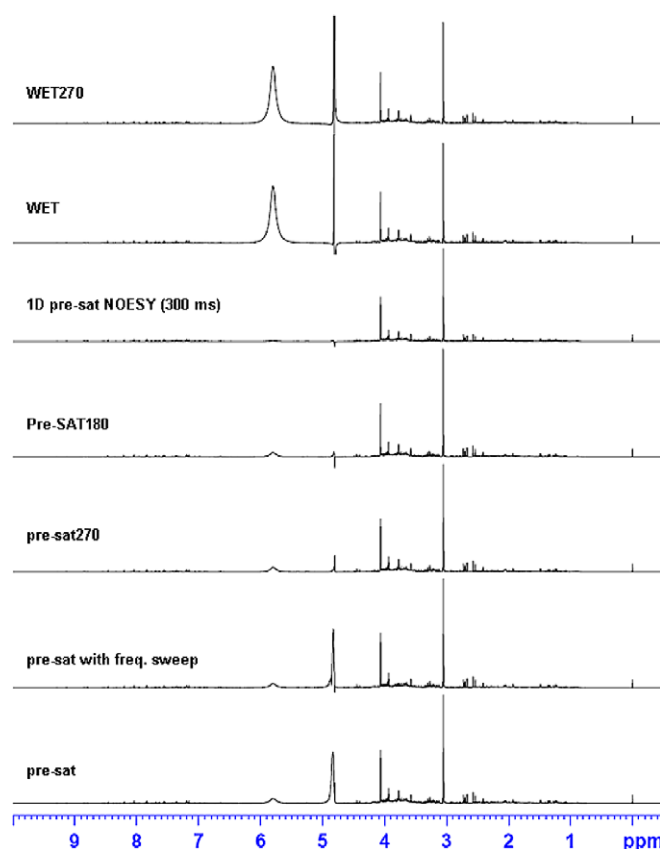 WET270
WET
1D pre-sat NOESY (300 ms)
Pre-SAT180
pre-sat270
pre-sat with freq. sweep
pre-sat
9 8 7 6 5 4 3 2 1 ppm